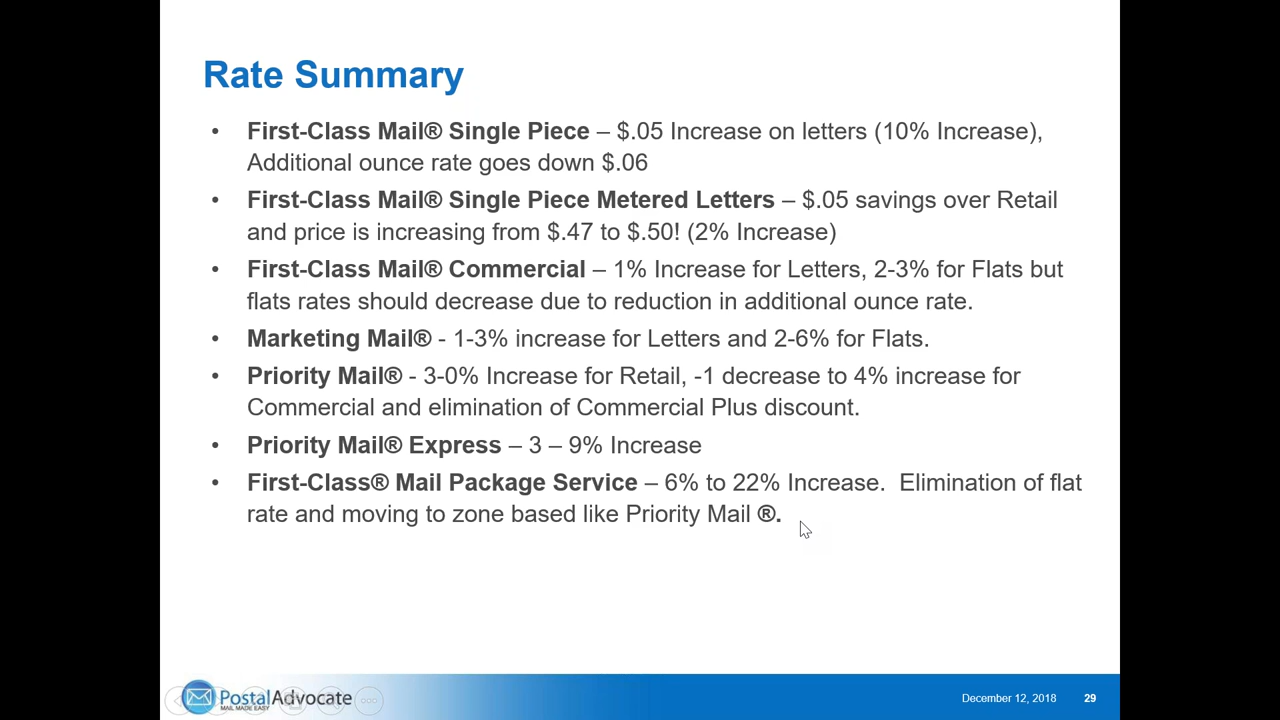 Rate Summary
• First-Class Mail® Single Piece – $.05 Increase on letters (10% Increase),
Additional ounce rate goes down $.06
• First-Class Mail® Single Piece Metered Letters – $.05 savings over Retail
and price is increasing from $.47 to $.50! (2% Increase)
• First-Class Mail® Commercial – 1% Increase for Letters, 2-3% for Flats but
flats rates should decrease due to reduction in additional ounce rate.
• Marketing Mail® - 1-3% increase for Letters and 2-6% for Flats.
• Priority Mail® - 3-0% Increase for Retail, -1 decrease to 4% increase for
Commercial and elimination of Commercial Plus discount.
• Priority Mail® Express – 3 – 9% Increase
• First-Class® Mail Package Service – 6% to 22% Increase.  Elimination of flat
rate and moving to zone based like Priority Mail ®.
PostalAdvocate
MAIL MADE EASY
December 12, 2018 29